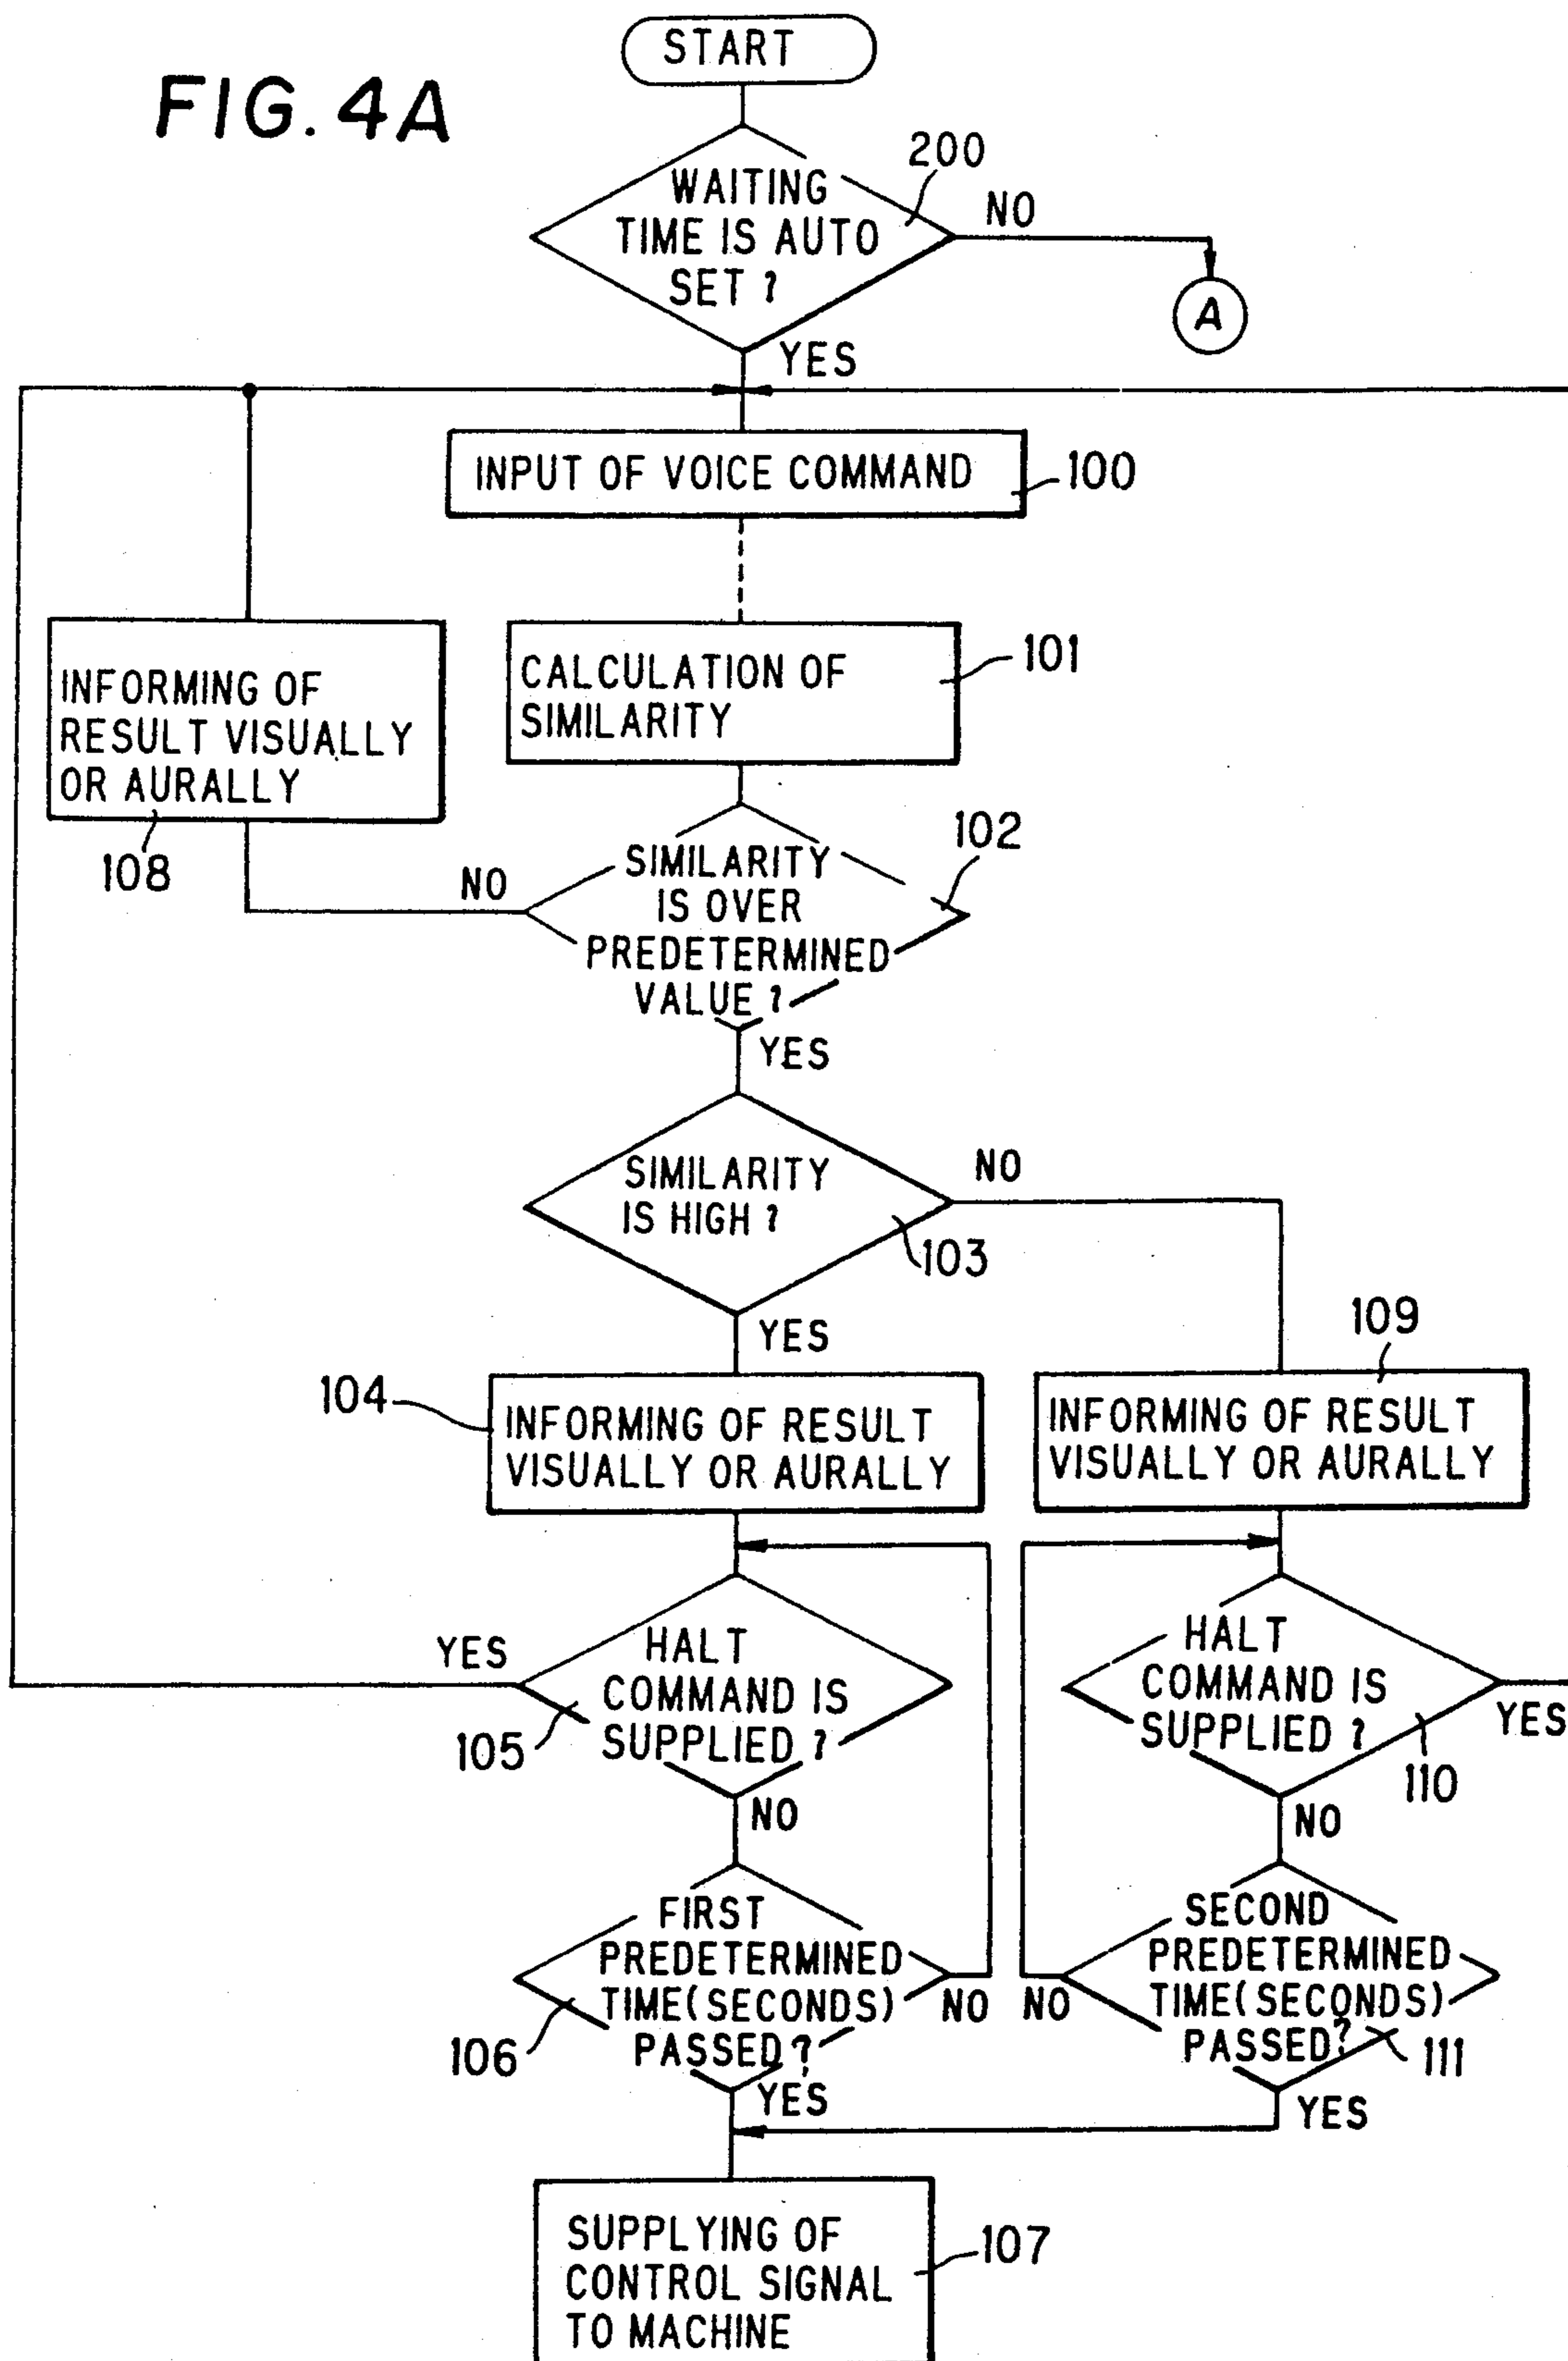 FIG. 4A
START
200
WAITING
TIME IS AUTO
SET ?
NO
A
YES
INPUT OF VOICE COMMAND
100
INFORMING OF
RESULT VISUALLY
OR AURALLY
108
CALCULATION OF
SIMILARITY
101
102
SIMILARITY
IS OVER
PREDETERMINED
VALUE ?
NO
YES
SIMILARITY
IS HIGH ?
NO
103
YES
104
INFORMING OF RESULT
VISUALLY OR AURALLY
109
INFORMING OF RESULT
VISUALLY OR AURALLY
YES
HALT
COMMAND IS
SUPPLIED ?
105
NO
HALT
COMMAND IS
SUPPLIED ?
YES
110
NO
FIRST
PREDETERMINED
TIME(SECONDS)
PASSED ?
106
NO
YES
SECOND
PREDETERMINED
TIME(SECONDS)
PASSED?
NO
111
YES
SUPPLYING OF
CONTROL SIGNAL
TO MACHINE
107